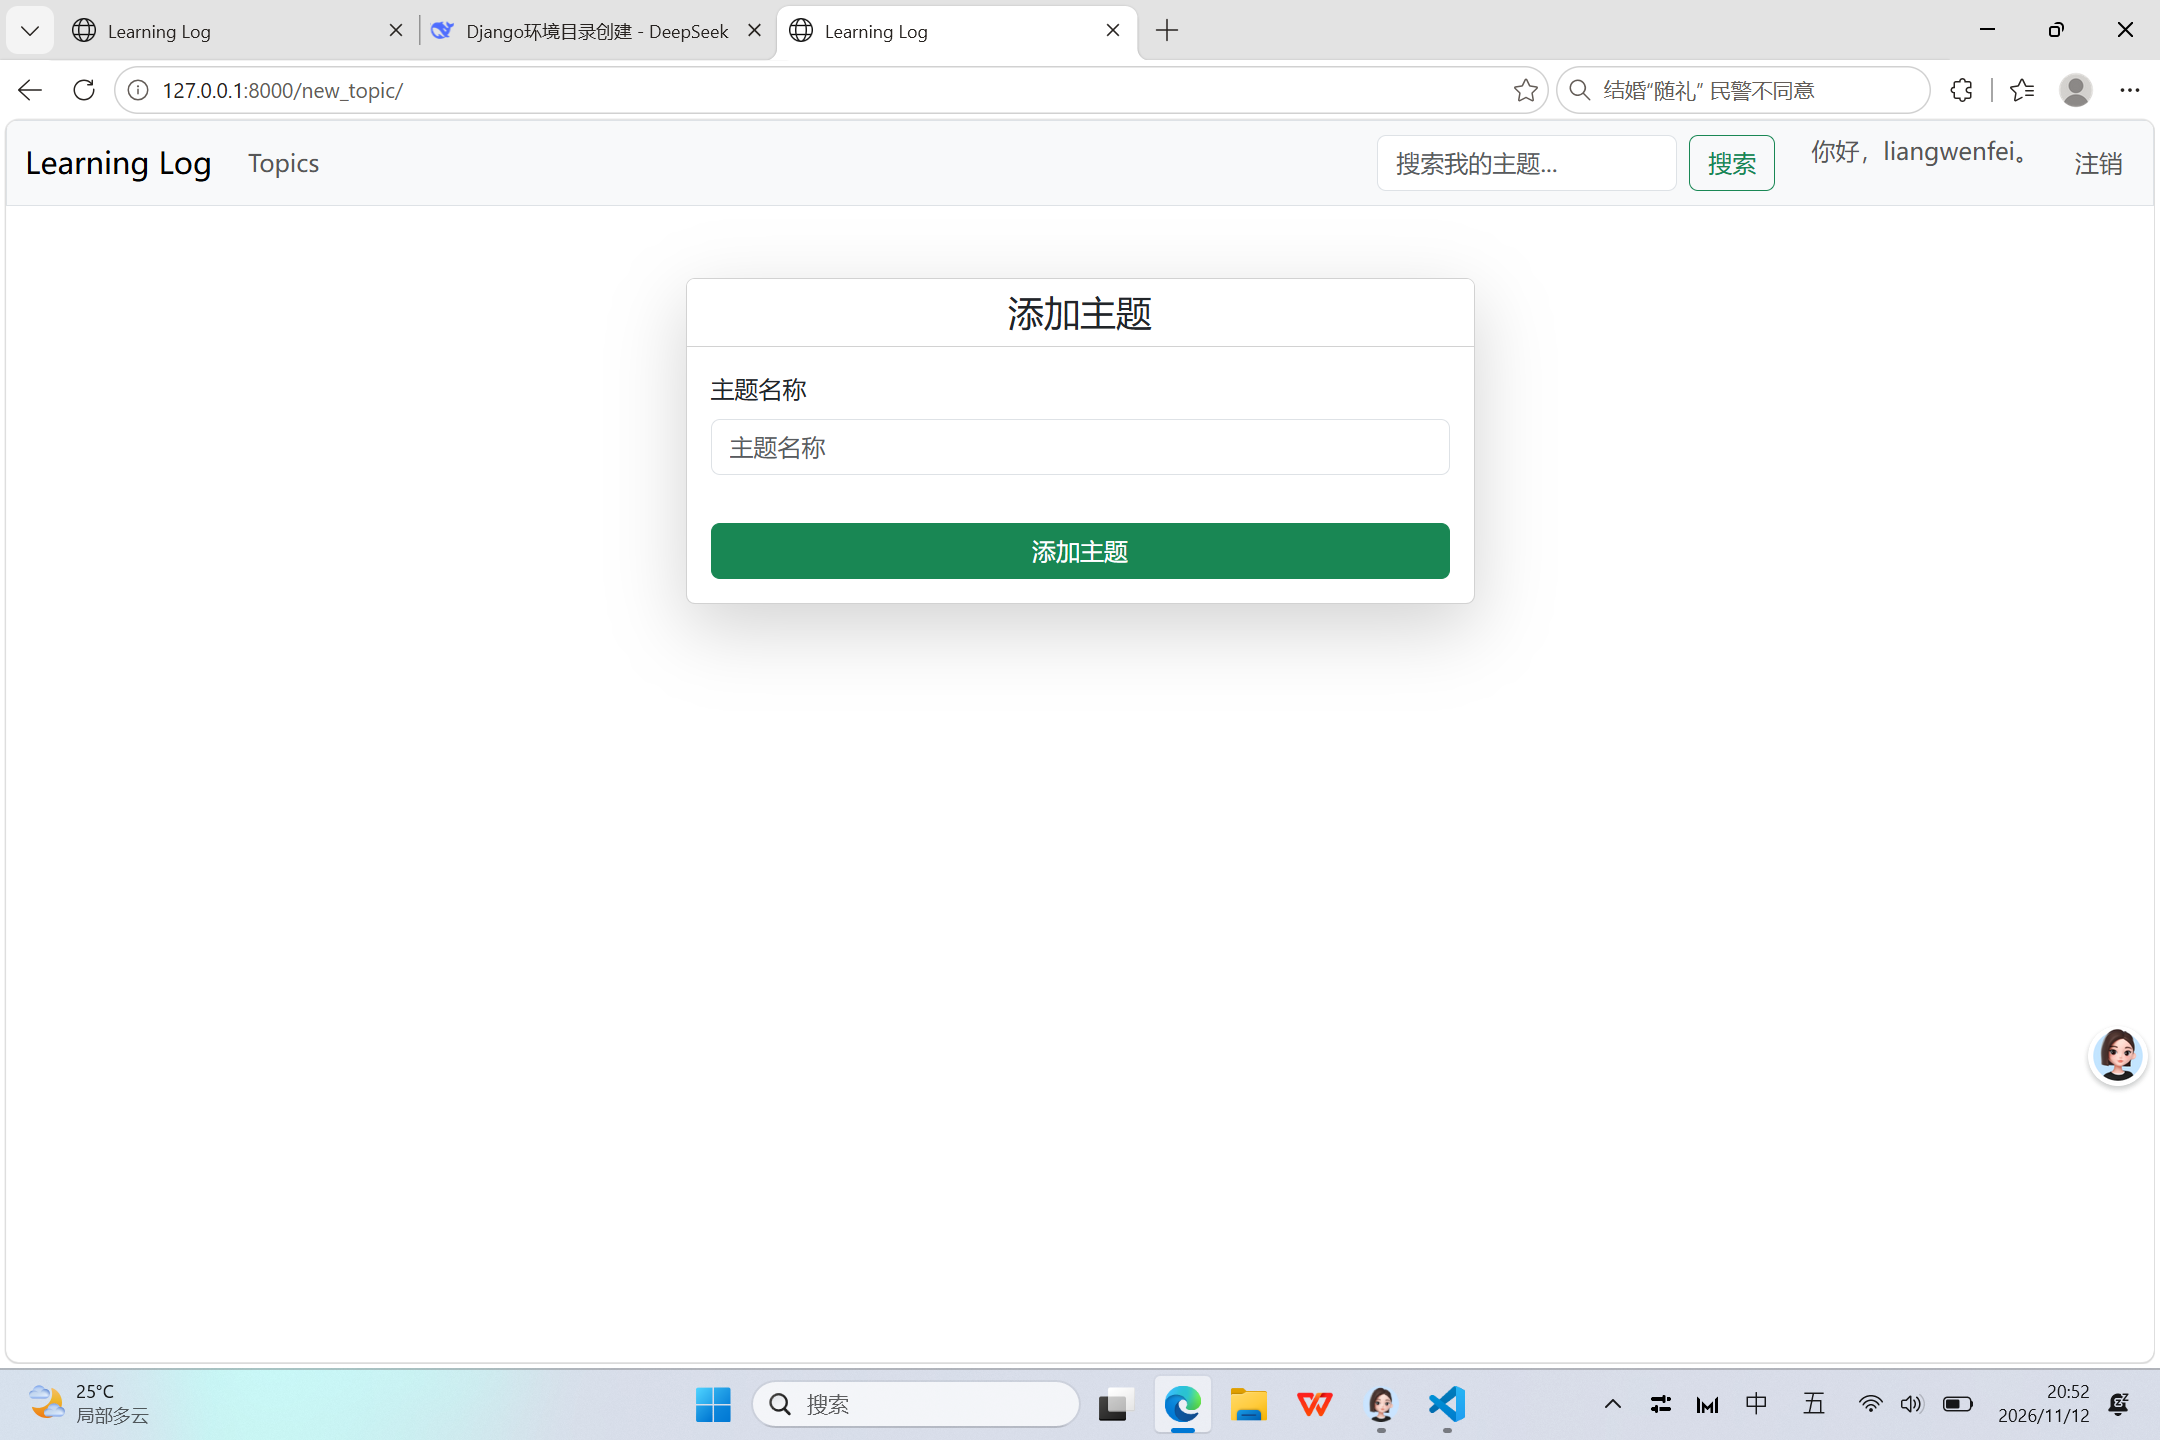 Learning Log
Django环境目录创建 - DeepSeek
Learning Log
127.0.0.1:8000/new_topic/
结婚“随礼” 民警不同意
Learning Log
Topics
搜索我的主题...
搜索
你好，liangwenfei。
注销
添加主题
主题名称
主题名称
添加主题
25°C
局部多云
搜索
中
五
20:52
2026/11/12